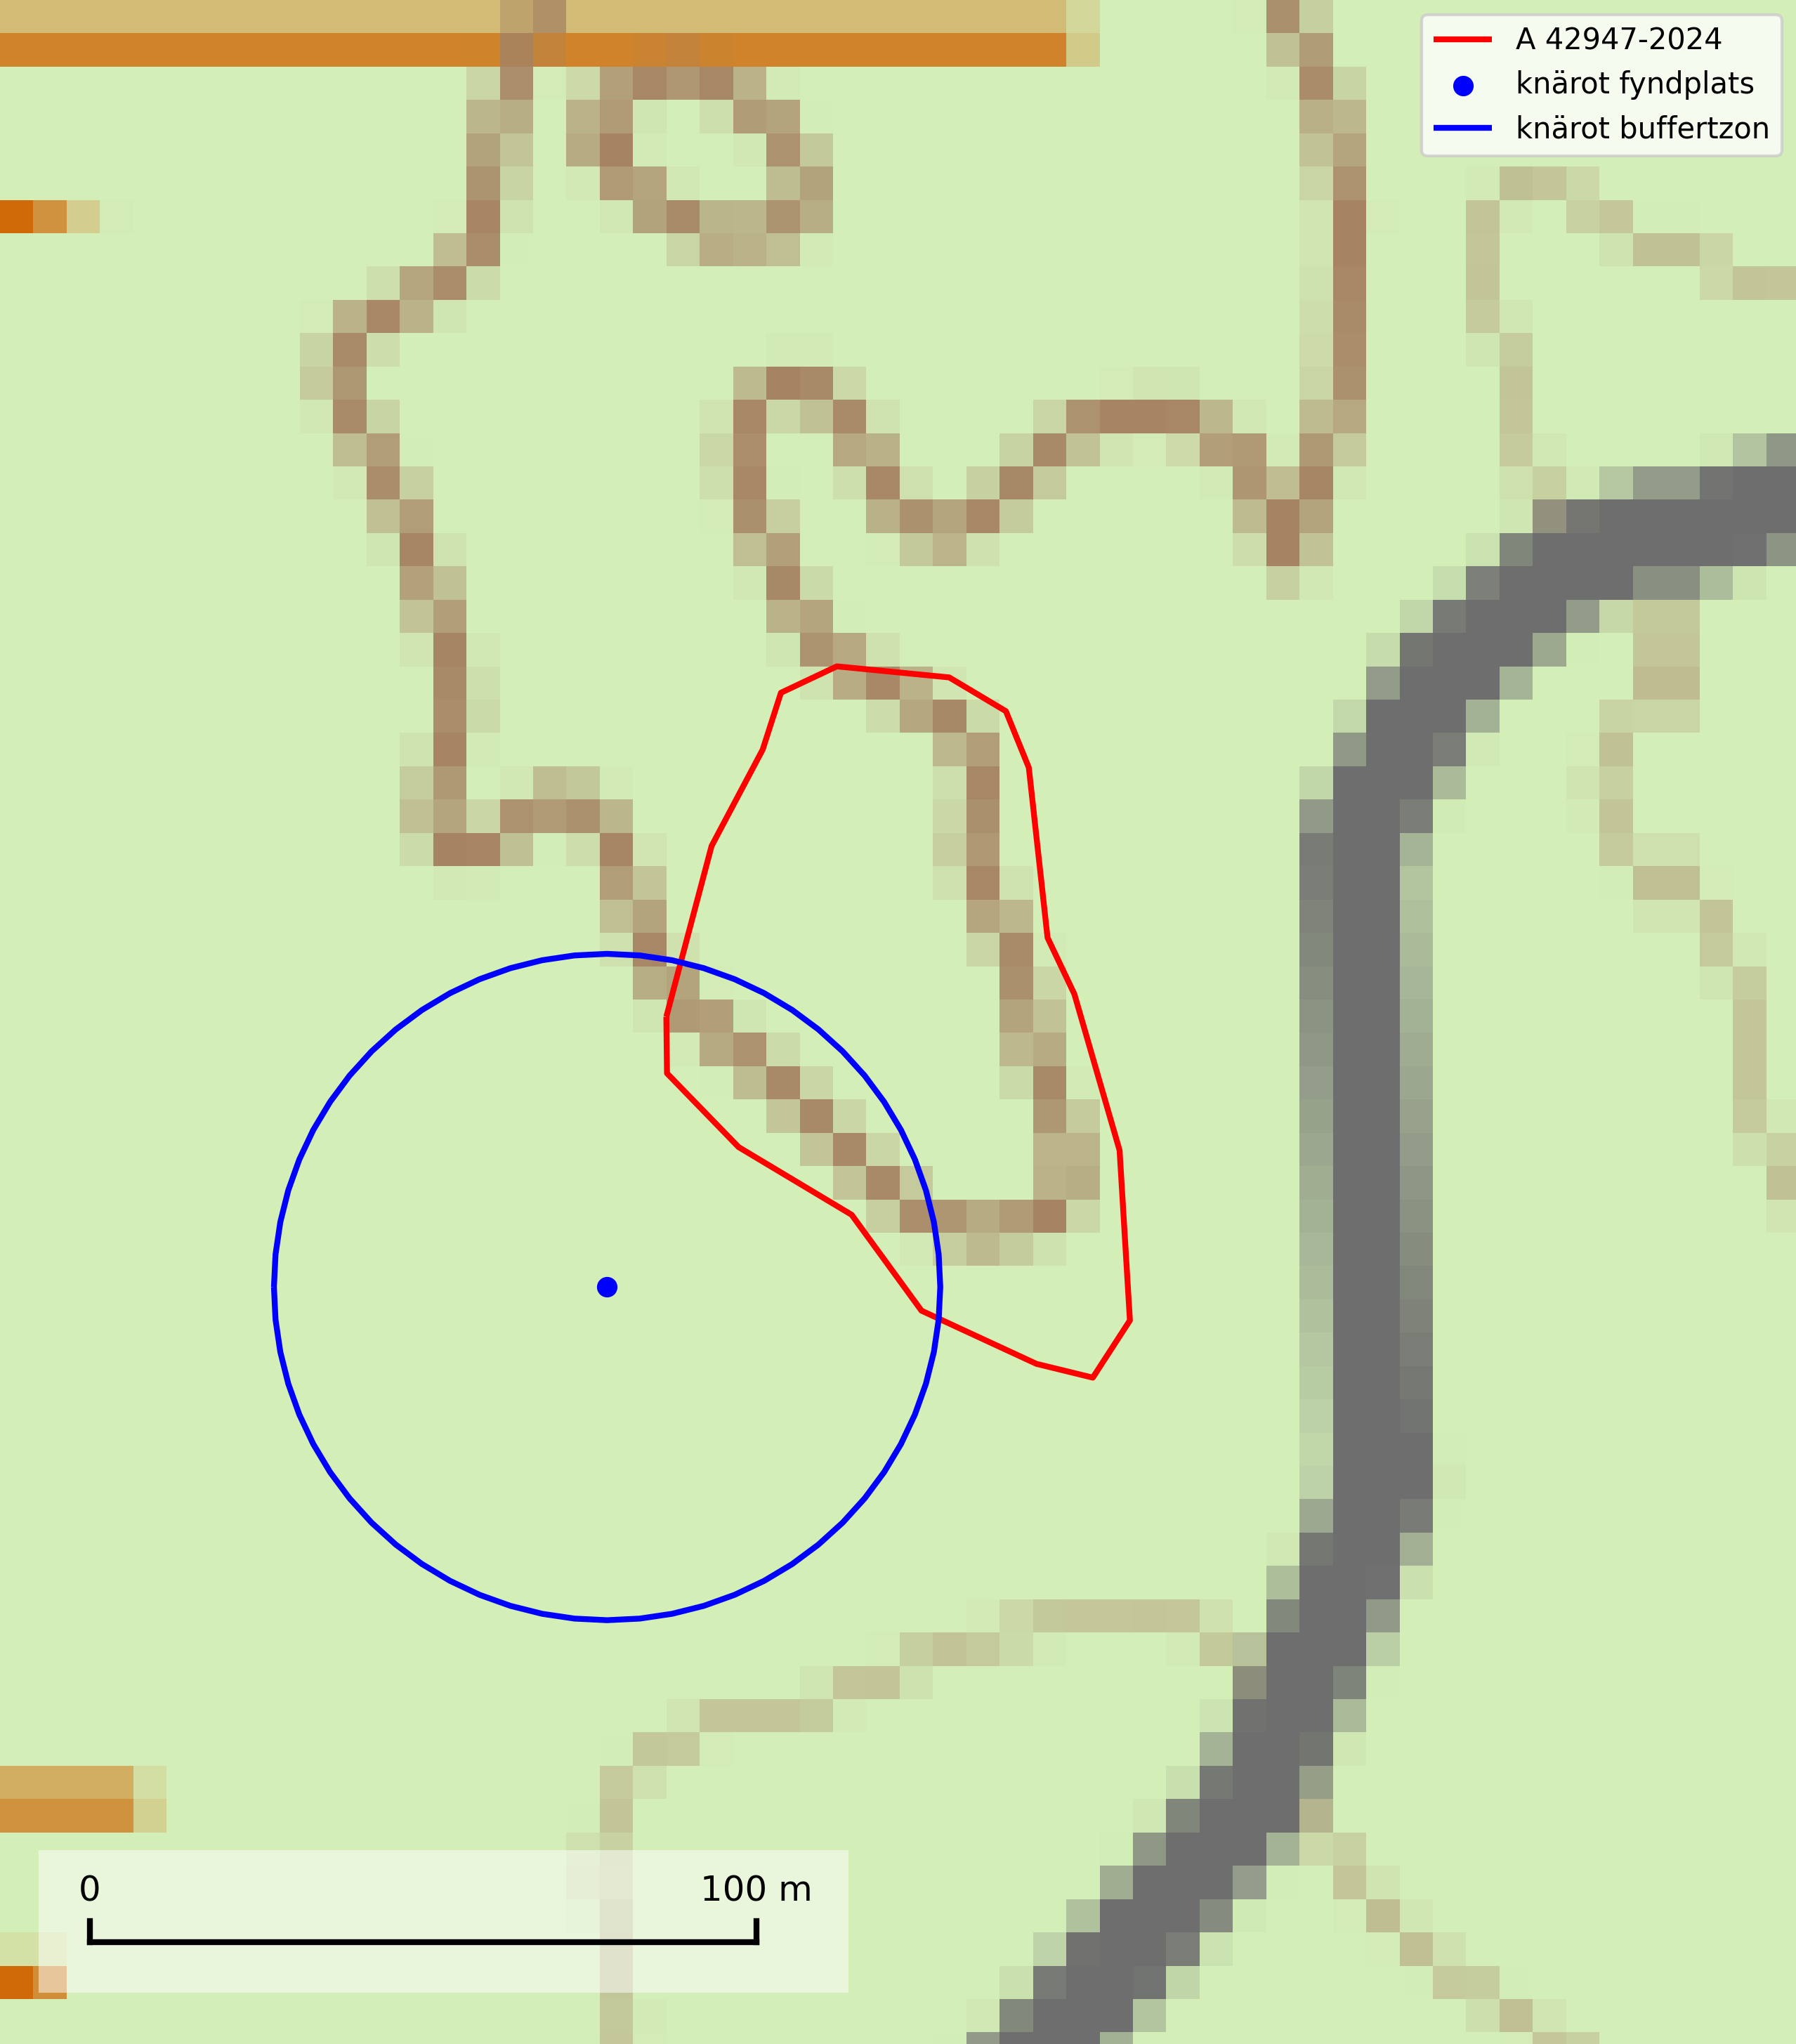 A 42947-2024
knärot fyndplats
knärot buffertzon
0 100 m